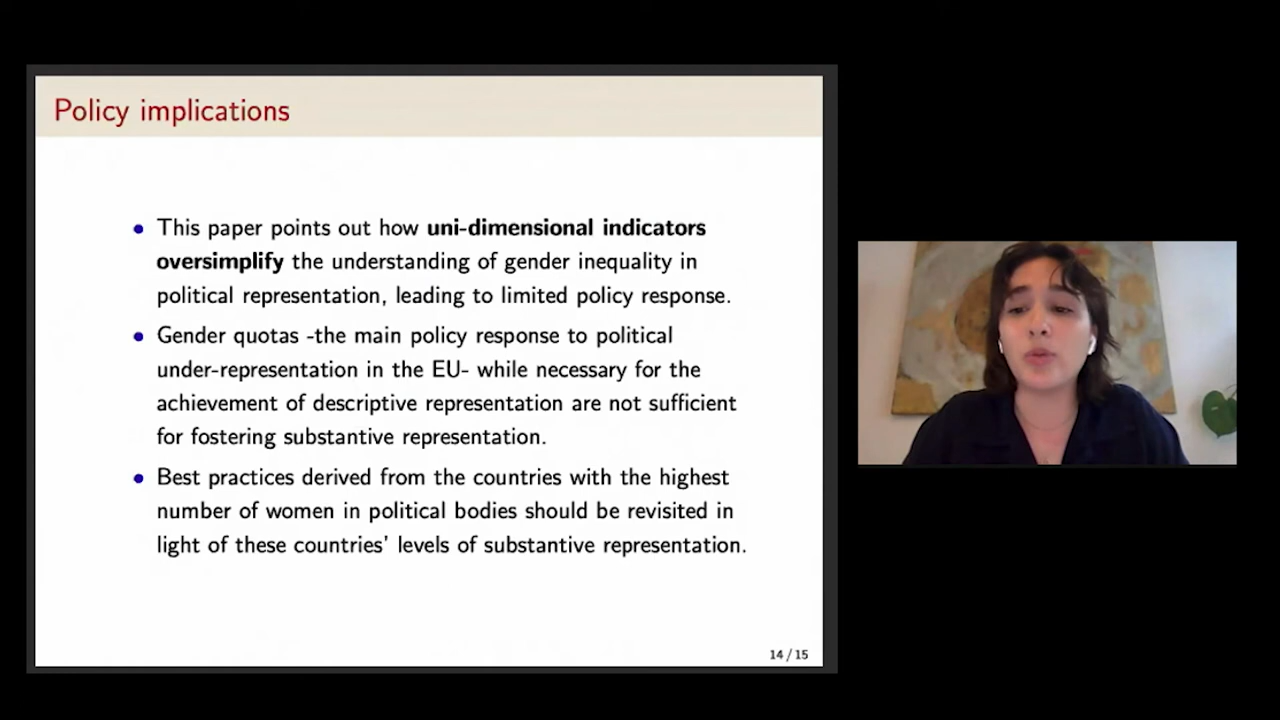 Policy implications
• This paper points out how uni-dimensional indicators
oversimplify the understanding of gender inequality in
political representation, leading to limited policy response.
• Gender quotas -the main policy response to political
under-representation in the EU- while necessary for the
achievement of descriptive representation are not sufficient
for fostering substantive representation.
• Best practices derived from the countries with the highest
number of women in political bodies should be revisited in
light of these countries' levels of substantive representation.
14 / 15